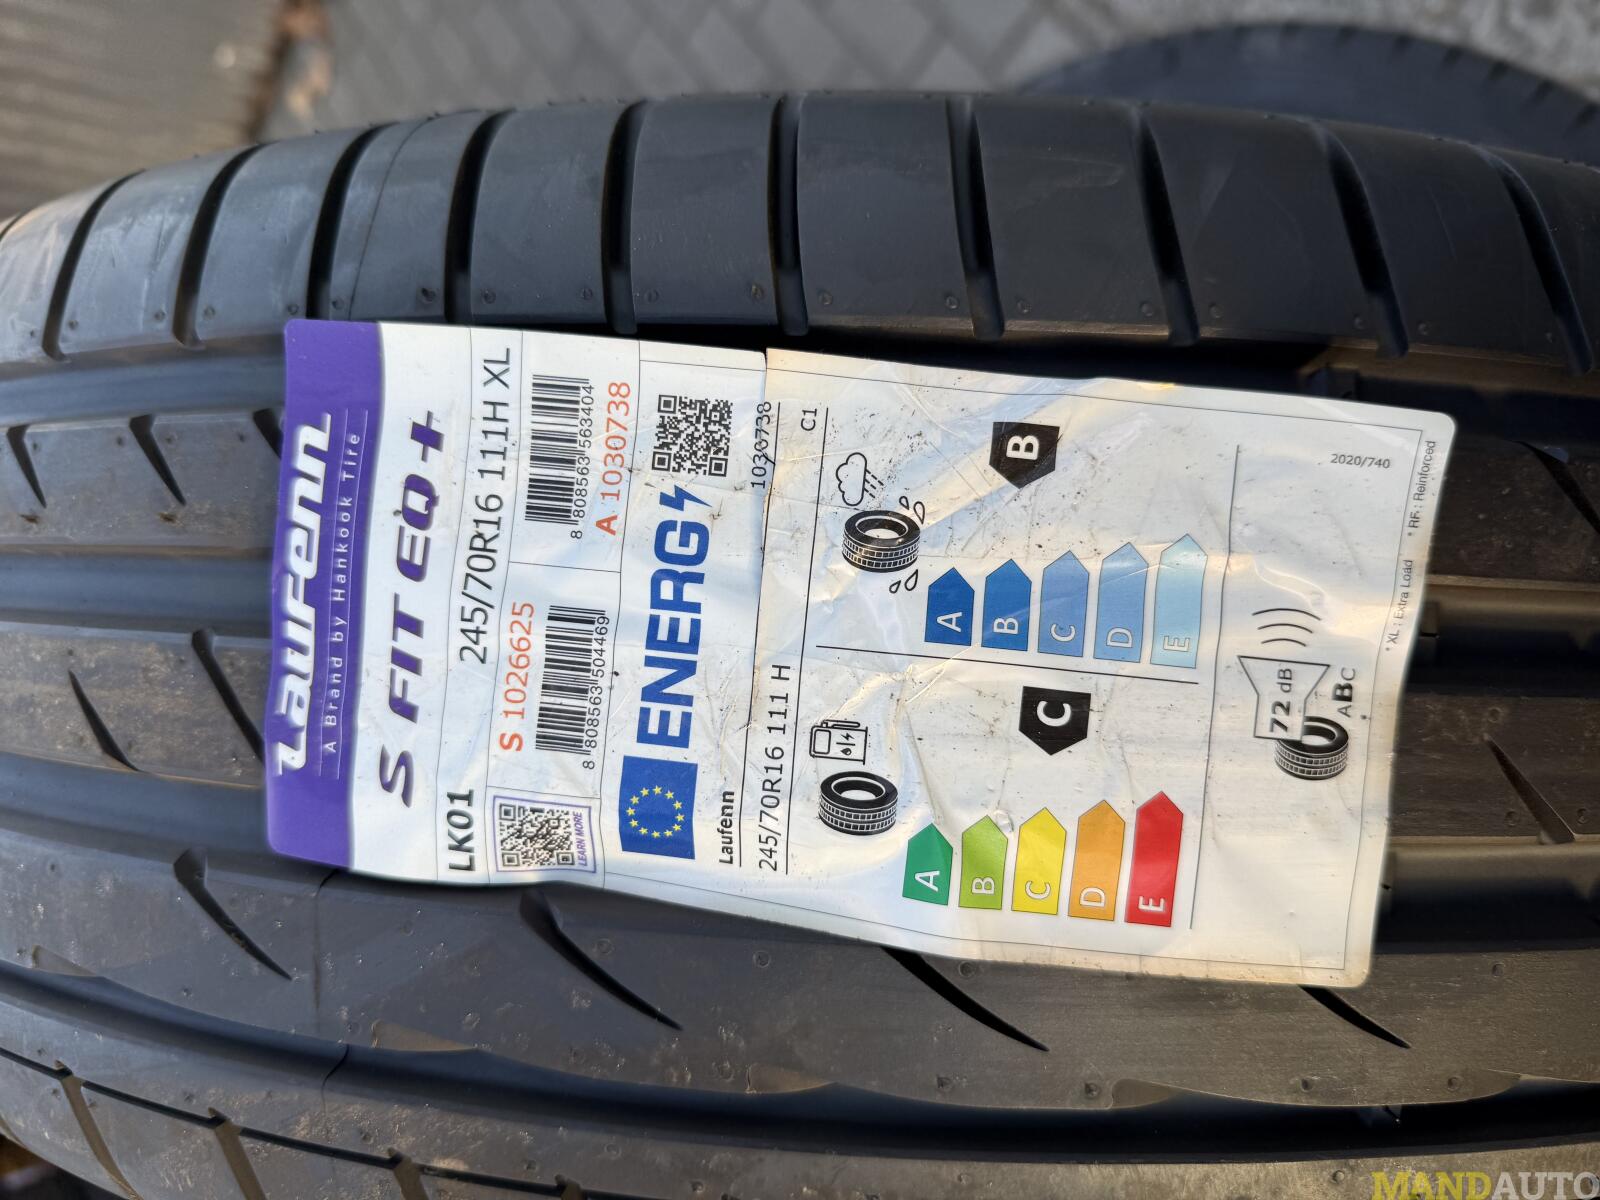 Laufenn
A Brand by Hankook Tire
S FIT EQ+
LK01
245/70R16 111H XL
S 1026625
8 808563 504469
A 1030738
8 808563 563404
LEARN MORE
ENERG
Laufenn
1030738
245/70R16 111 H
C1
A
B
C
D
E
C
A
B
C
D
E
B
72 dB
ABC
2020/740
* XL : Extra Load
* RF : Reinforced
MANDAUTO